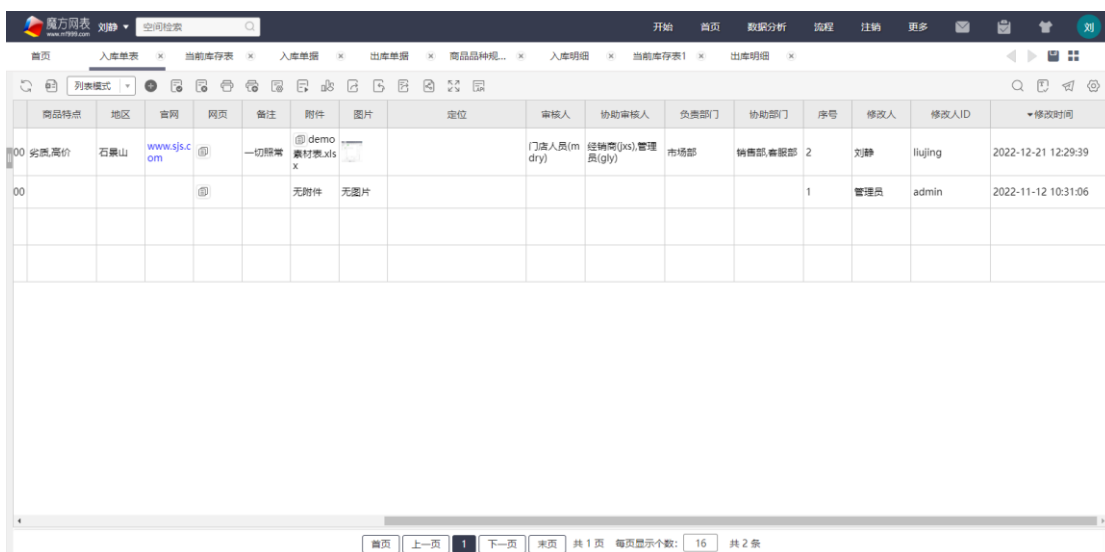 魔方网表 刘静 空间检索 开始 首页 数据分析 流程 注销 更多 刘
www.mf999.com
首页 入库单表 当前库存表 入库单据 出库单据 商品品种规... 入库明细 当前库存表1 出库明细
列表模式
商品特点 地区 官网 网页 备注 附件 图片 定位 审核人 协助审核人 负责部门 协助部门 序号 修改人 修改人ID 修改时间
00 劣质,高价 石景山 www.sjs.c
om 一切照常 demo
素材表.xls
x 门店人员(m
dry) 经销商(jxs),管理
员(gly) 市场部 销售部,客服部 2 刘静 liujing 2022-12-21 12:29:39
00 无附件 无图片 1 管理员 admin 2022-11-12 10:31:06
首页 上一页 1 下一页 末页 共 1 页 每页显示个数: 16 共 2 条